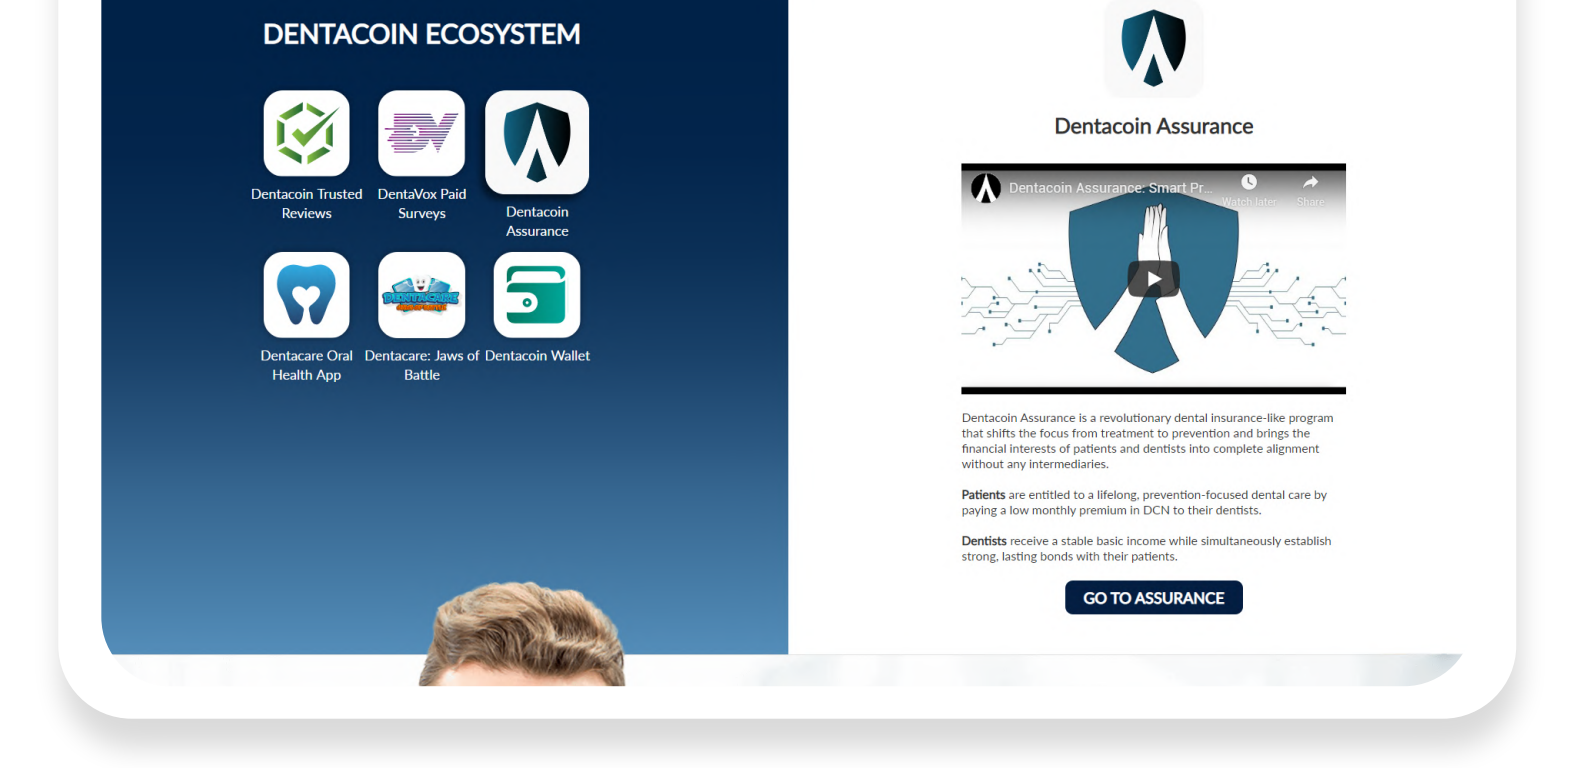 DENTACOIN ECOSYSTEM
Dentacoin Trusted
Reviews
DentaVox Paid
Surveys
Dentacoin
Assurance
DENTACARE
Dentacare Oral
Health App
Dentacare: Jaws of
Battle
Dentacoin Wallet
Dentacoin Assurance
Dentacoin Assurance: Smart Pr...
Watch later
Share
Dentacoin Assurance is a revolutionary dental insurance-like program
that shifts the focus from treatment to prevention and brings the
financial interests of patients and dentists into complete alignment
without any intermediaries.
Patients are entitled to a lifelong, prevention-focused dental care by
paying a low monthly premium in DCN to their dentists.
Dentists receive a stable basic income while simultaneously establish
strong, lasting bonds with their patients.
GO TO ASSURANCE